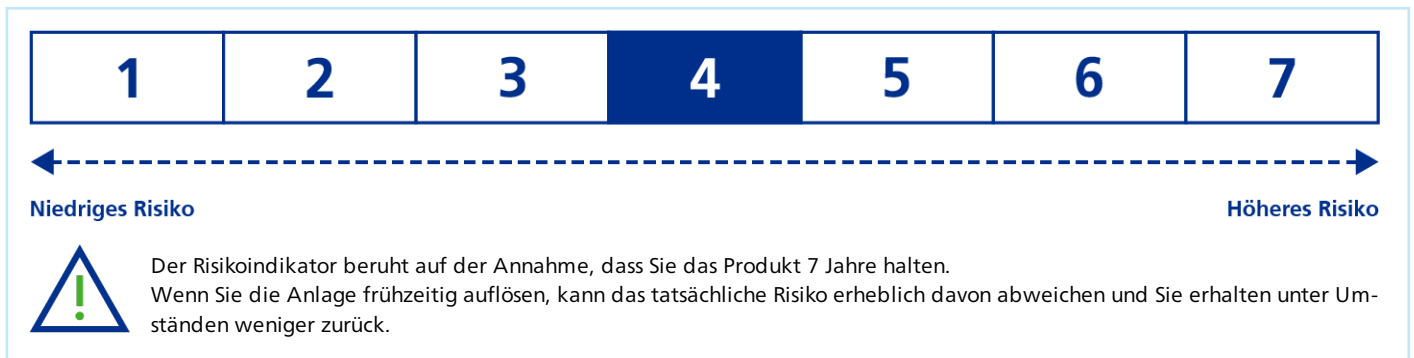 1 2 3 4 5 6 7
Niedriges Risiko Höheres Risiko
Der Risikoindikator beruht auf der Annahme, dass Sie das Produkt 7 Jahre halten.
Wenn Sie die Anlage frühzeitig auflösen, kann das tatsächliche Risiko erheblich davon abweichen und Sie erhalten unter Um-
ständen weniger zurück.